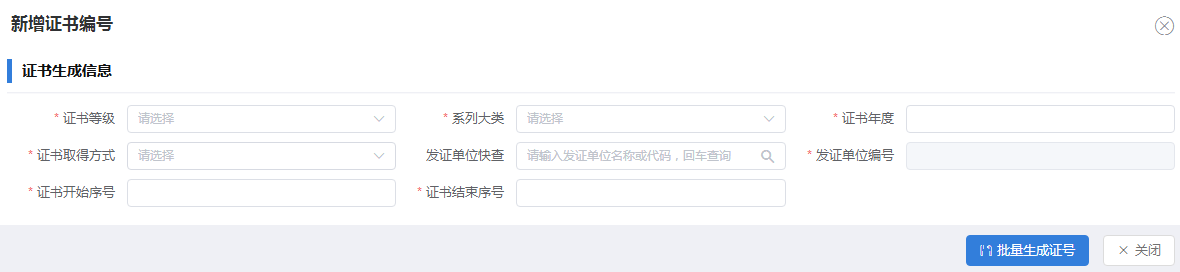 新增证书编号
证书生成信息
* 证书等级 请选择 * 系列大类 请选择 * 证书年度
* 证书取得方式 请选择 发证单位快查 请输入发证单位名称或代码，回车查询 * 发证单位编号
* 证书开始序号 * 证书结束序号
批量生成证号 × 关闭